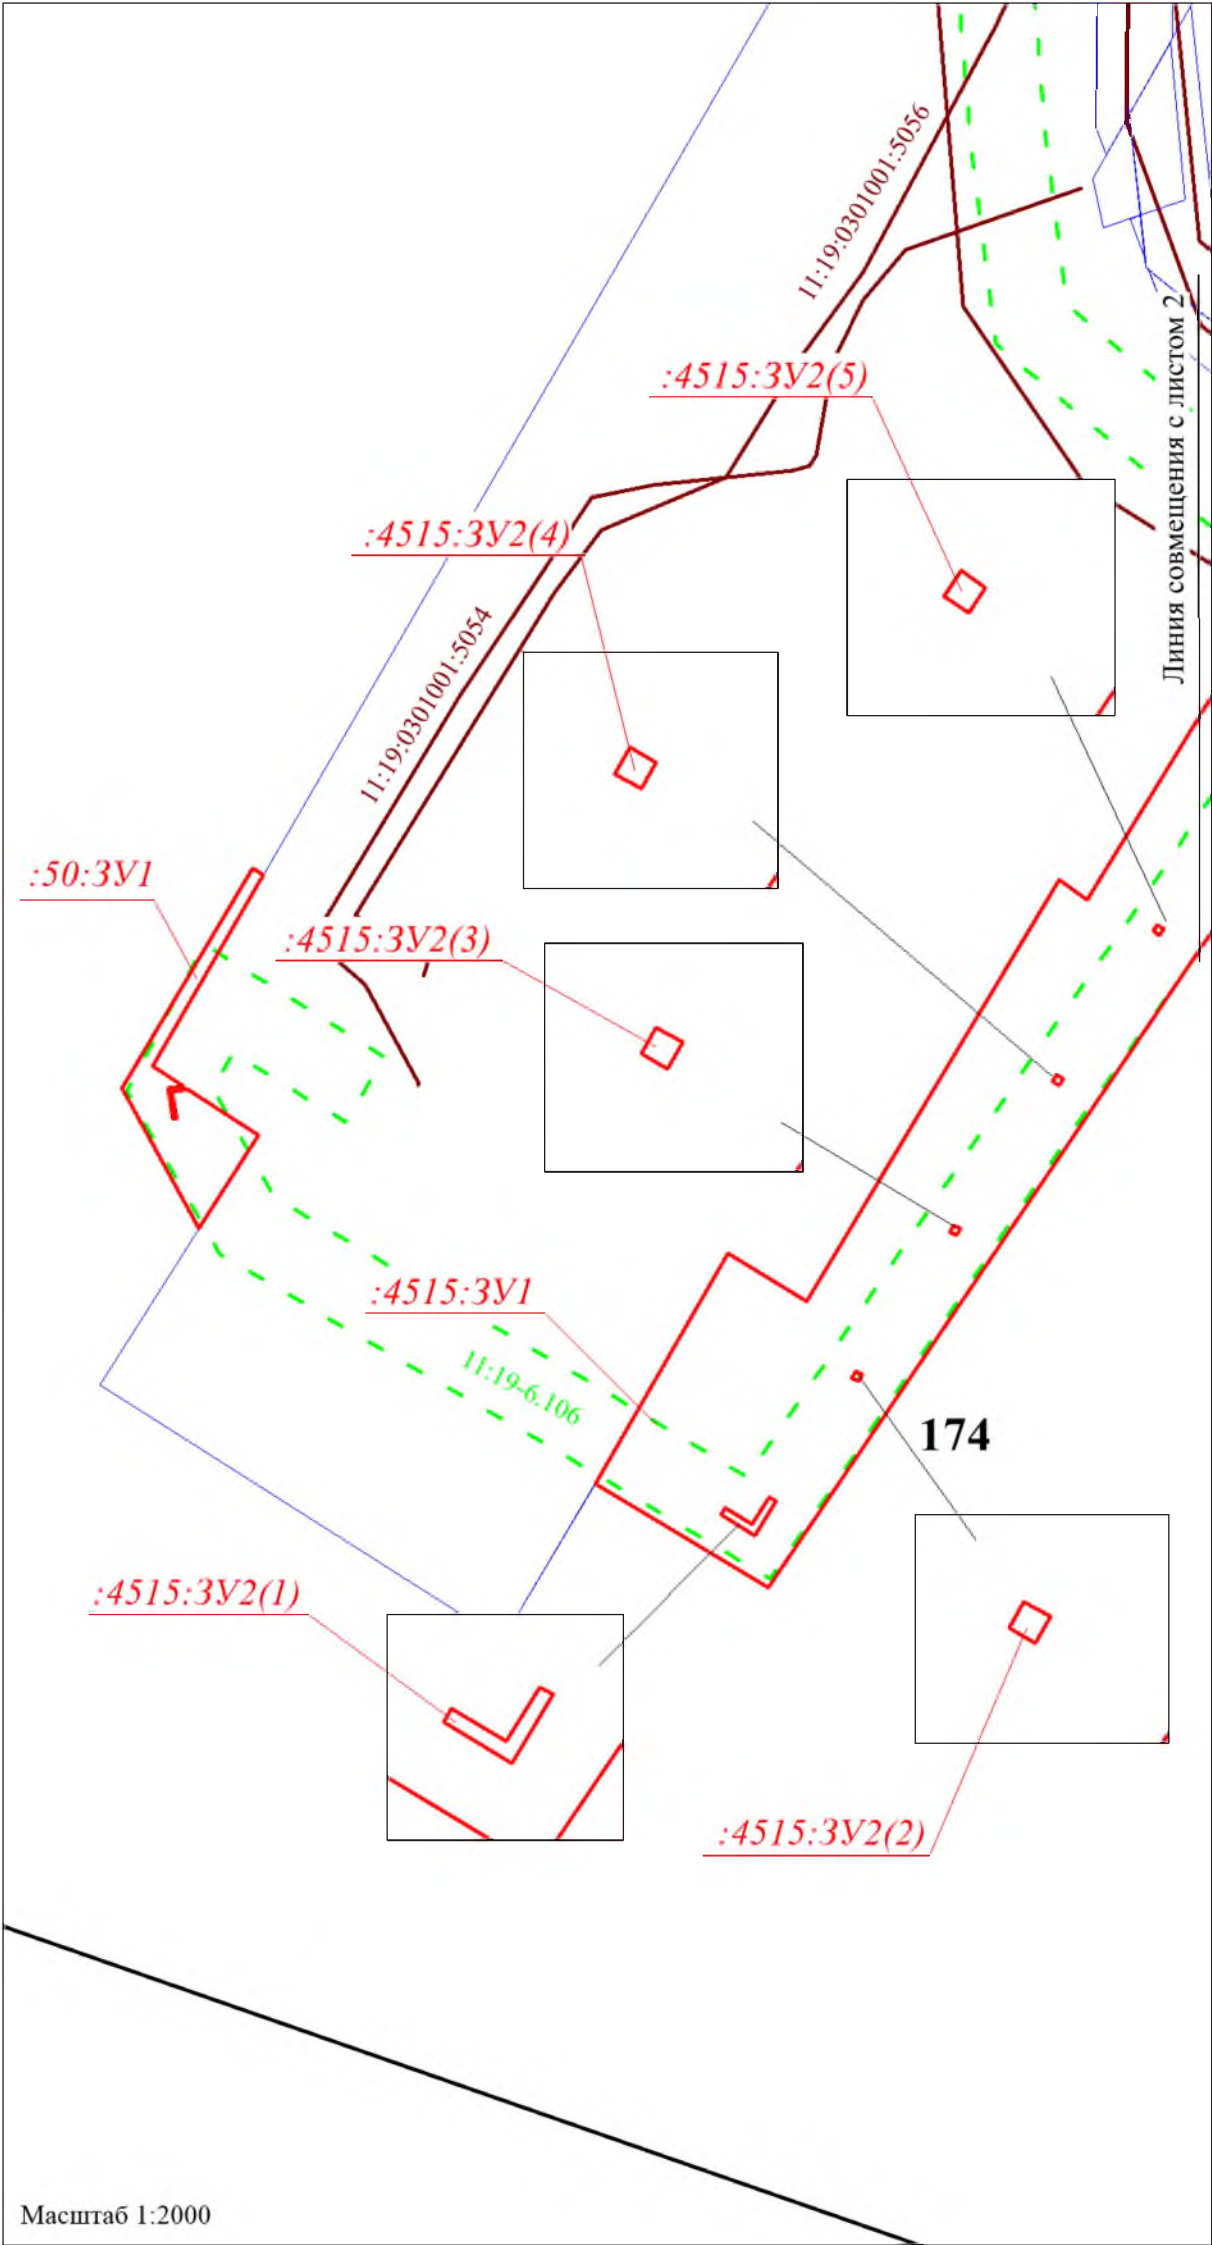 11:19:0301001:5056
Линия совмещения с листом 2
:4515:ЗУ2(5)
:4515:ЗУ2(4)
11:19:0301001:5054
:50:ЗУ1
:4515:ЗУ2(3)
:4515:ЗУ1
11:19-6.106
174
:4515:ЗУ2(1)
:4515:ЗУ2(2)
Масштаб 1:2000